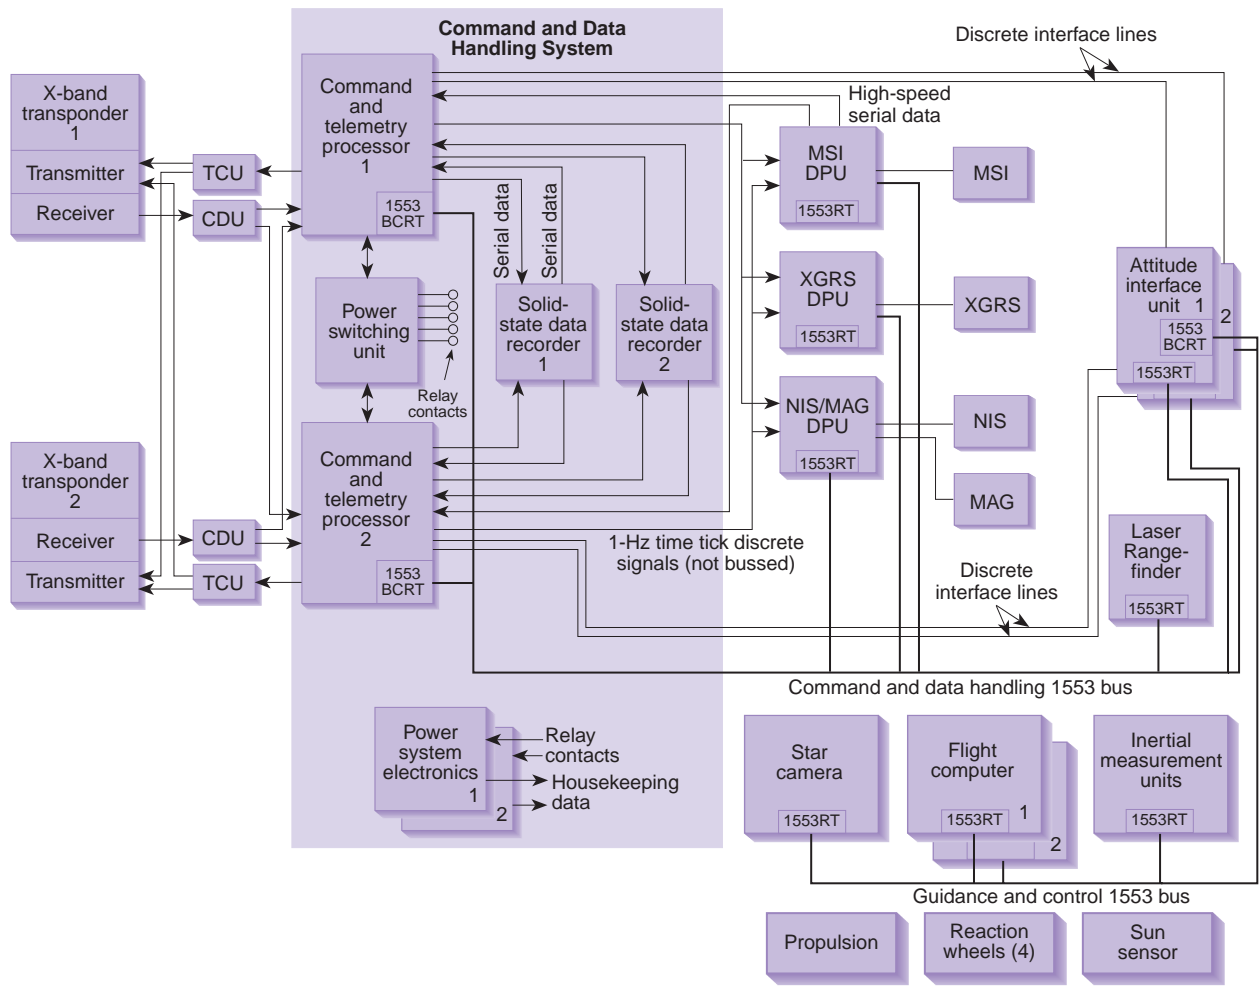 Command and Data
Handling System
Discrete interface lines
X-band
transponder
1
Transmitter
Receiver
TCU
CDU
Command
and
telemetry
processor
1
1553
BCRT
Serial data
Serial data
High-speed
serial data
MSI
DPU
1553RT
MSI
XGRS
DPU
1553RT
XGRS
Attitude
interface
unit 1
2
1553
BCRT
1553RT
Power
switching
unit
Relay
contacts
Solid-
state data
recorder
1
Solid-
state data
recorder
2
NIS/MAG
DPU
1553RT
NIS
MAG
X-band
transponder
2
Receiver
Transmitter
CDU
TCU
Command
and
telemetry
processor
2
1553
BCRT
1-Hz time tick discrete
signals (not bussed)
Discrete
interface lines
Laser
Range-
finder
1553RT
Command and data handling 1553 bus
Power
system
electronics
1
2
Relay
contacts
Housekeeping
data
Star
camera
1553RT
Flight
computer
1553RT 1
2
Inertial
measurement
units
1553RT
Guidance and control 1553 bus
Propulsion
Reaction
wheels (4)
Sun
sensor